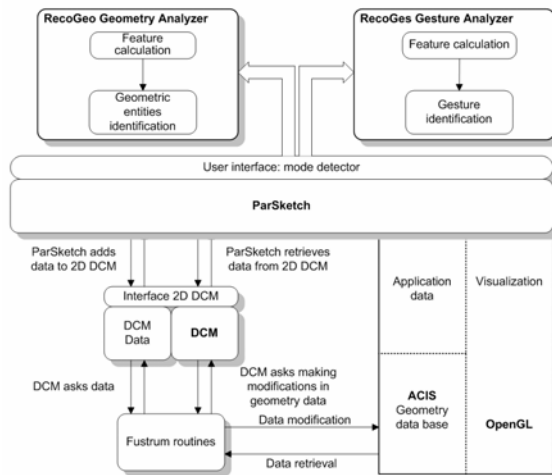 RecoGeo Geometry Analyzer
Feature calculation
Geometric
entities
identification
RecoGes Gesture Analyzer
Feature calculation
Gesture
identification
User interface: mode detector
ParSketch
ParSketch adds
data to 2D DCM
ParSketch retrieves
data from 2D DCM
Interface 2D DCM
DCM
Data
DCM
DCM asks data
DCM asks making
modifications in
geometry data
Fustrum routines
Data modification
Data retrieval
Application
data
Visualization
ACIS
Geometry
data base
OpenGL